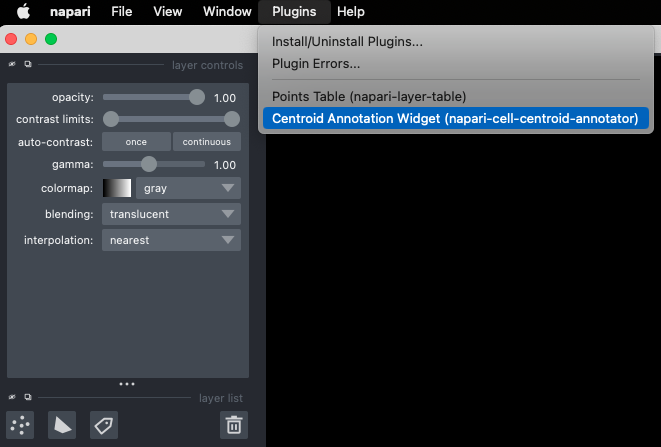 napari File View Window Plugins Help
Install/Uninstall Plugins...
Plugin Errors...
Points Table (napari-layer-table)
Centroid Annotation Widget (napari-cell-centroid-annotator)
layer controls
opacity: 1.00
contrast limits:
auto-contrast: once continuous
gamma: 1.00
colormap: gray
blending: translucent
interpolation: nearest
layer list